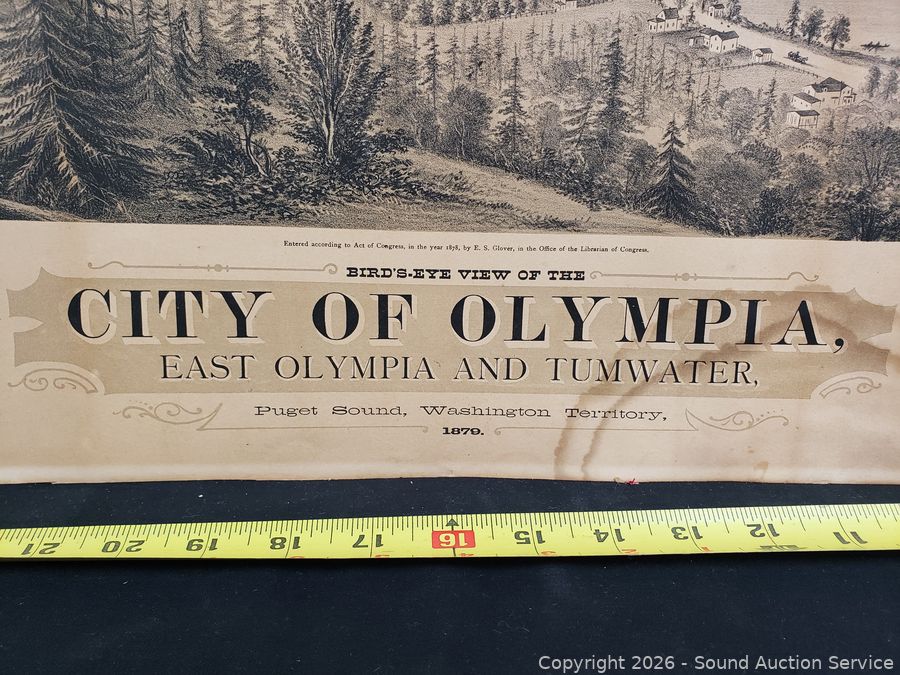 Entered according to Act of Congress, in the year 1878, by E. S. Glover, in the Office of the Librarian of Congress.
BIRD'S-EYE VIEW OF THE
CITY OF OLYMPIA,
EAST OLYMPIA AND TUMWATER,
Puget Sound, Washington Territory,
1879.
21 20 19 18 17 16 15 14 13 12 11
Copyright © 2026 - Sound Auction Service